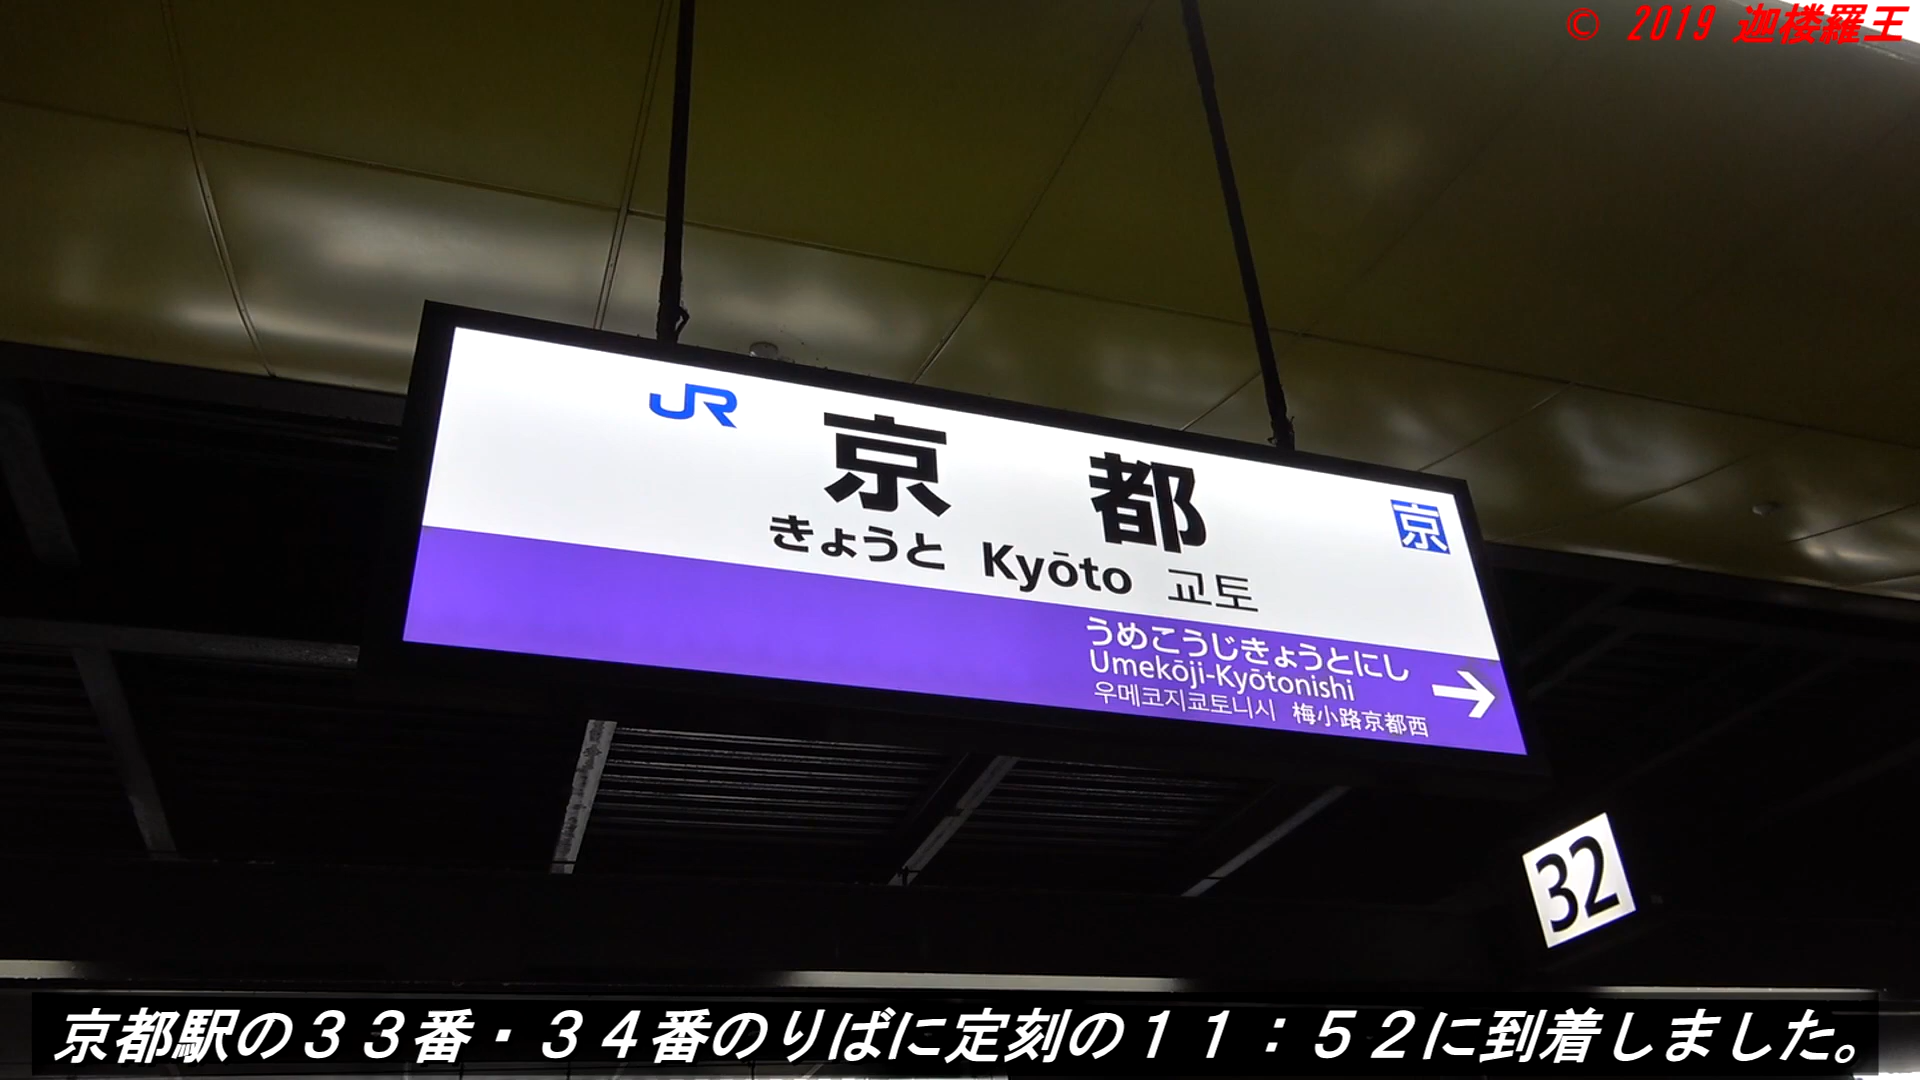 © 2019 迦楼羅王
JR
京都
京
きょうと Kyōto 교토
うめこうじきょうとにし
Umekōji-Kyōtonishi
우메코지쿄토니시 梅小路京都西
32
京都駅の33番・34番のりばに定刻の11:52に到着しました。